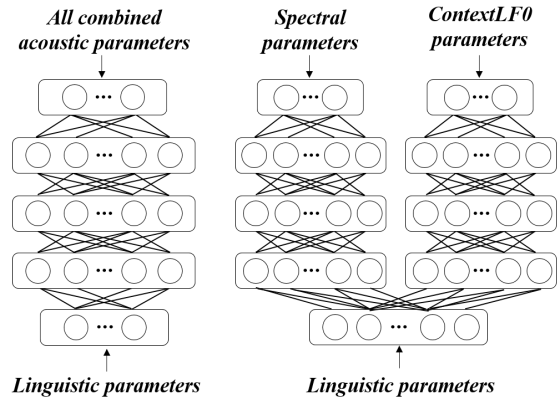 All combined
acoustic parameters
Spectral
parameters
ContextLF0
parameters
Linguistic parameters
Linguistic parameters